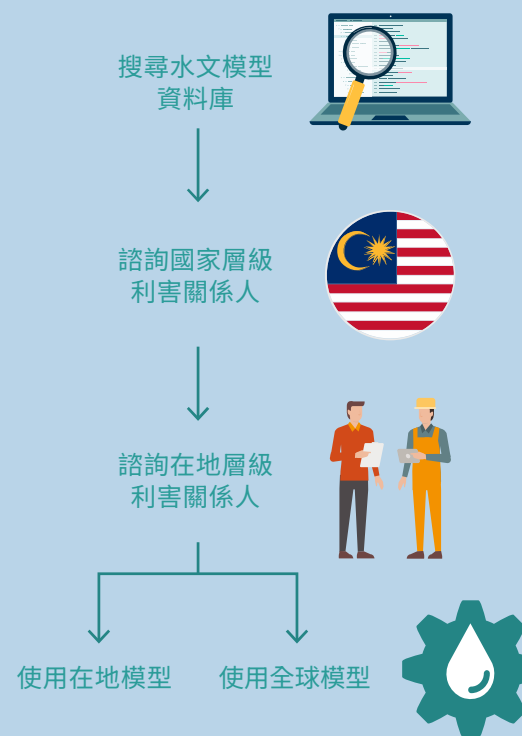 搜尋水文模型
資料庫
諮詢國家層級
利害關係人
諮詢在地層級
利害關係人
使用在地模型
使用全球模型